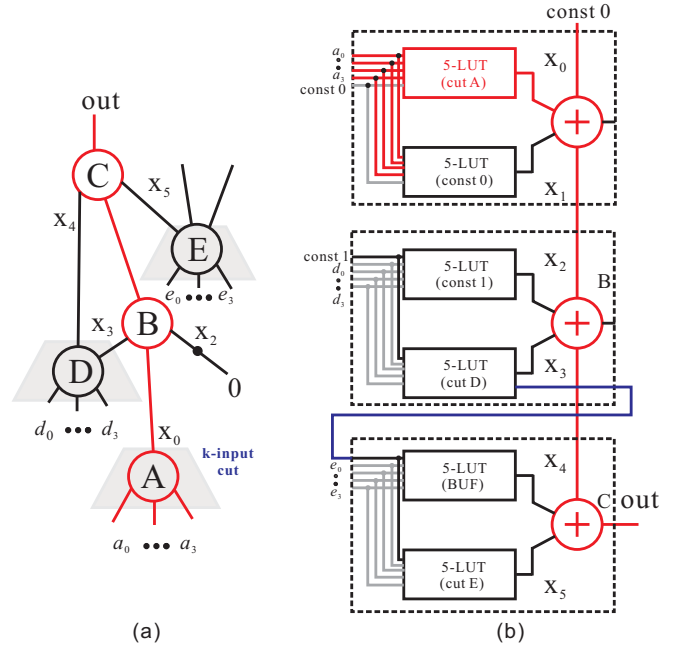 out
C
x₅
x₄
E
e₀ ••• e₃
B
x₃
x₂
D
0
d₀ ••• d₃
x₀
k-input
cut
A
a₀ ••• a₃
(a)
const 0
a₀
a₃
const 0
5-LUT
(cut A)
x₀
+
5-LUT
(const 0)
x₁
const 1
d₀
d₃
5-LUT
(const 1)
x₂
B
+
5-LUT
(cut D)
x₃
e₀
e₃
5-LUT
(BUF)
x₄
C out
+
5-LUT
(cut E)
x₅
(b)